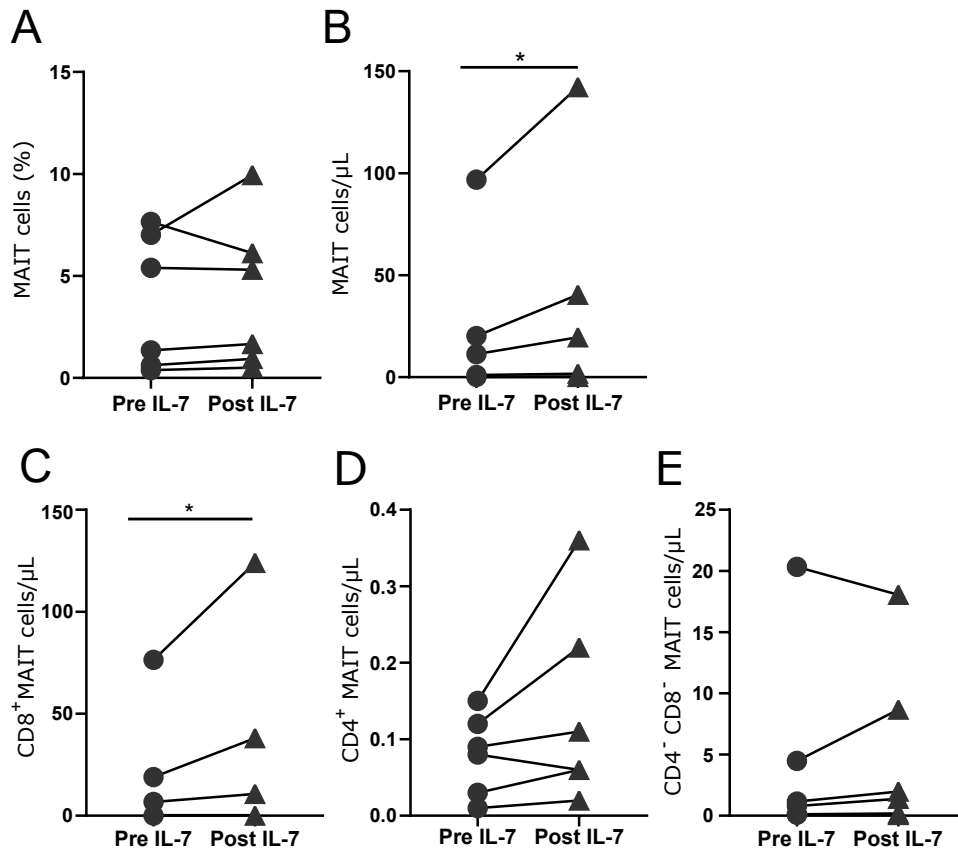 A
MAIT cells (%)
15
10
5
0
Pre IL-7 Post IL-7
B
MAIT cells/µL
*
150
100
50
0
Pre IL-7 Post IL-7
C
CD8⁺MAIT cells/µL
*
150
100
50
0
Pre IL-7 Post IL-7
D
CD4⁺ MAIT cells/µL
0.4
0.3
0.2
0.1
0.0
Pre IL-7 Post IL-7
E
CD4⁻ CD8⁻ MAIT cells/µL
25
20
15
10
5
0
Pre IL-7 Post IL-7